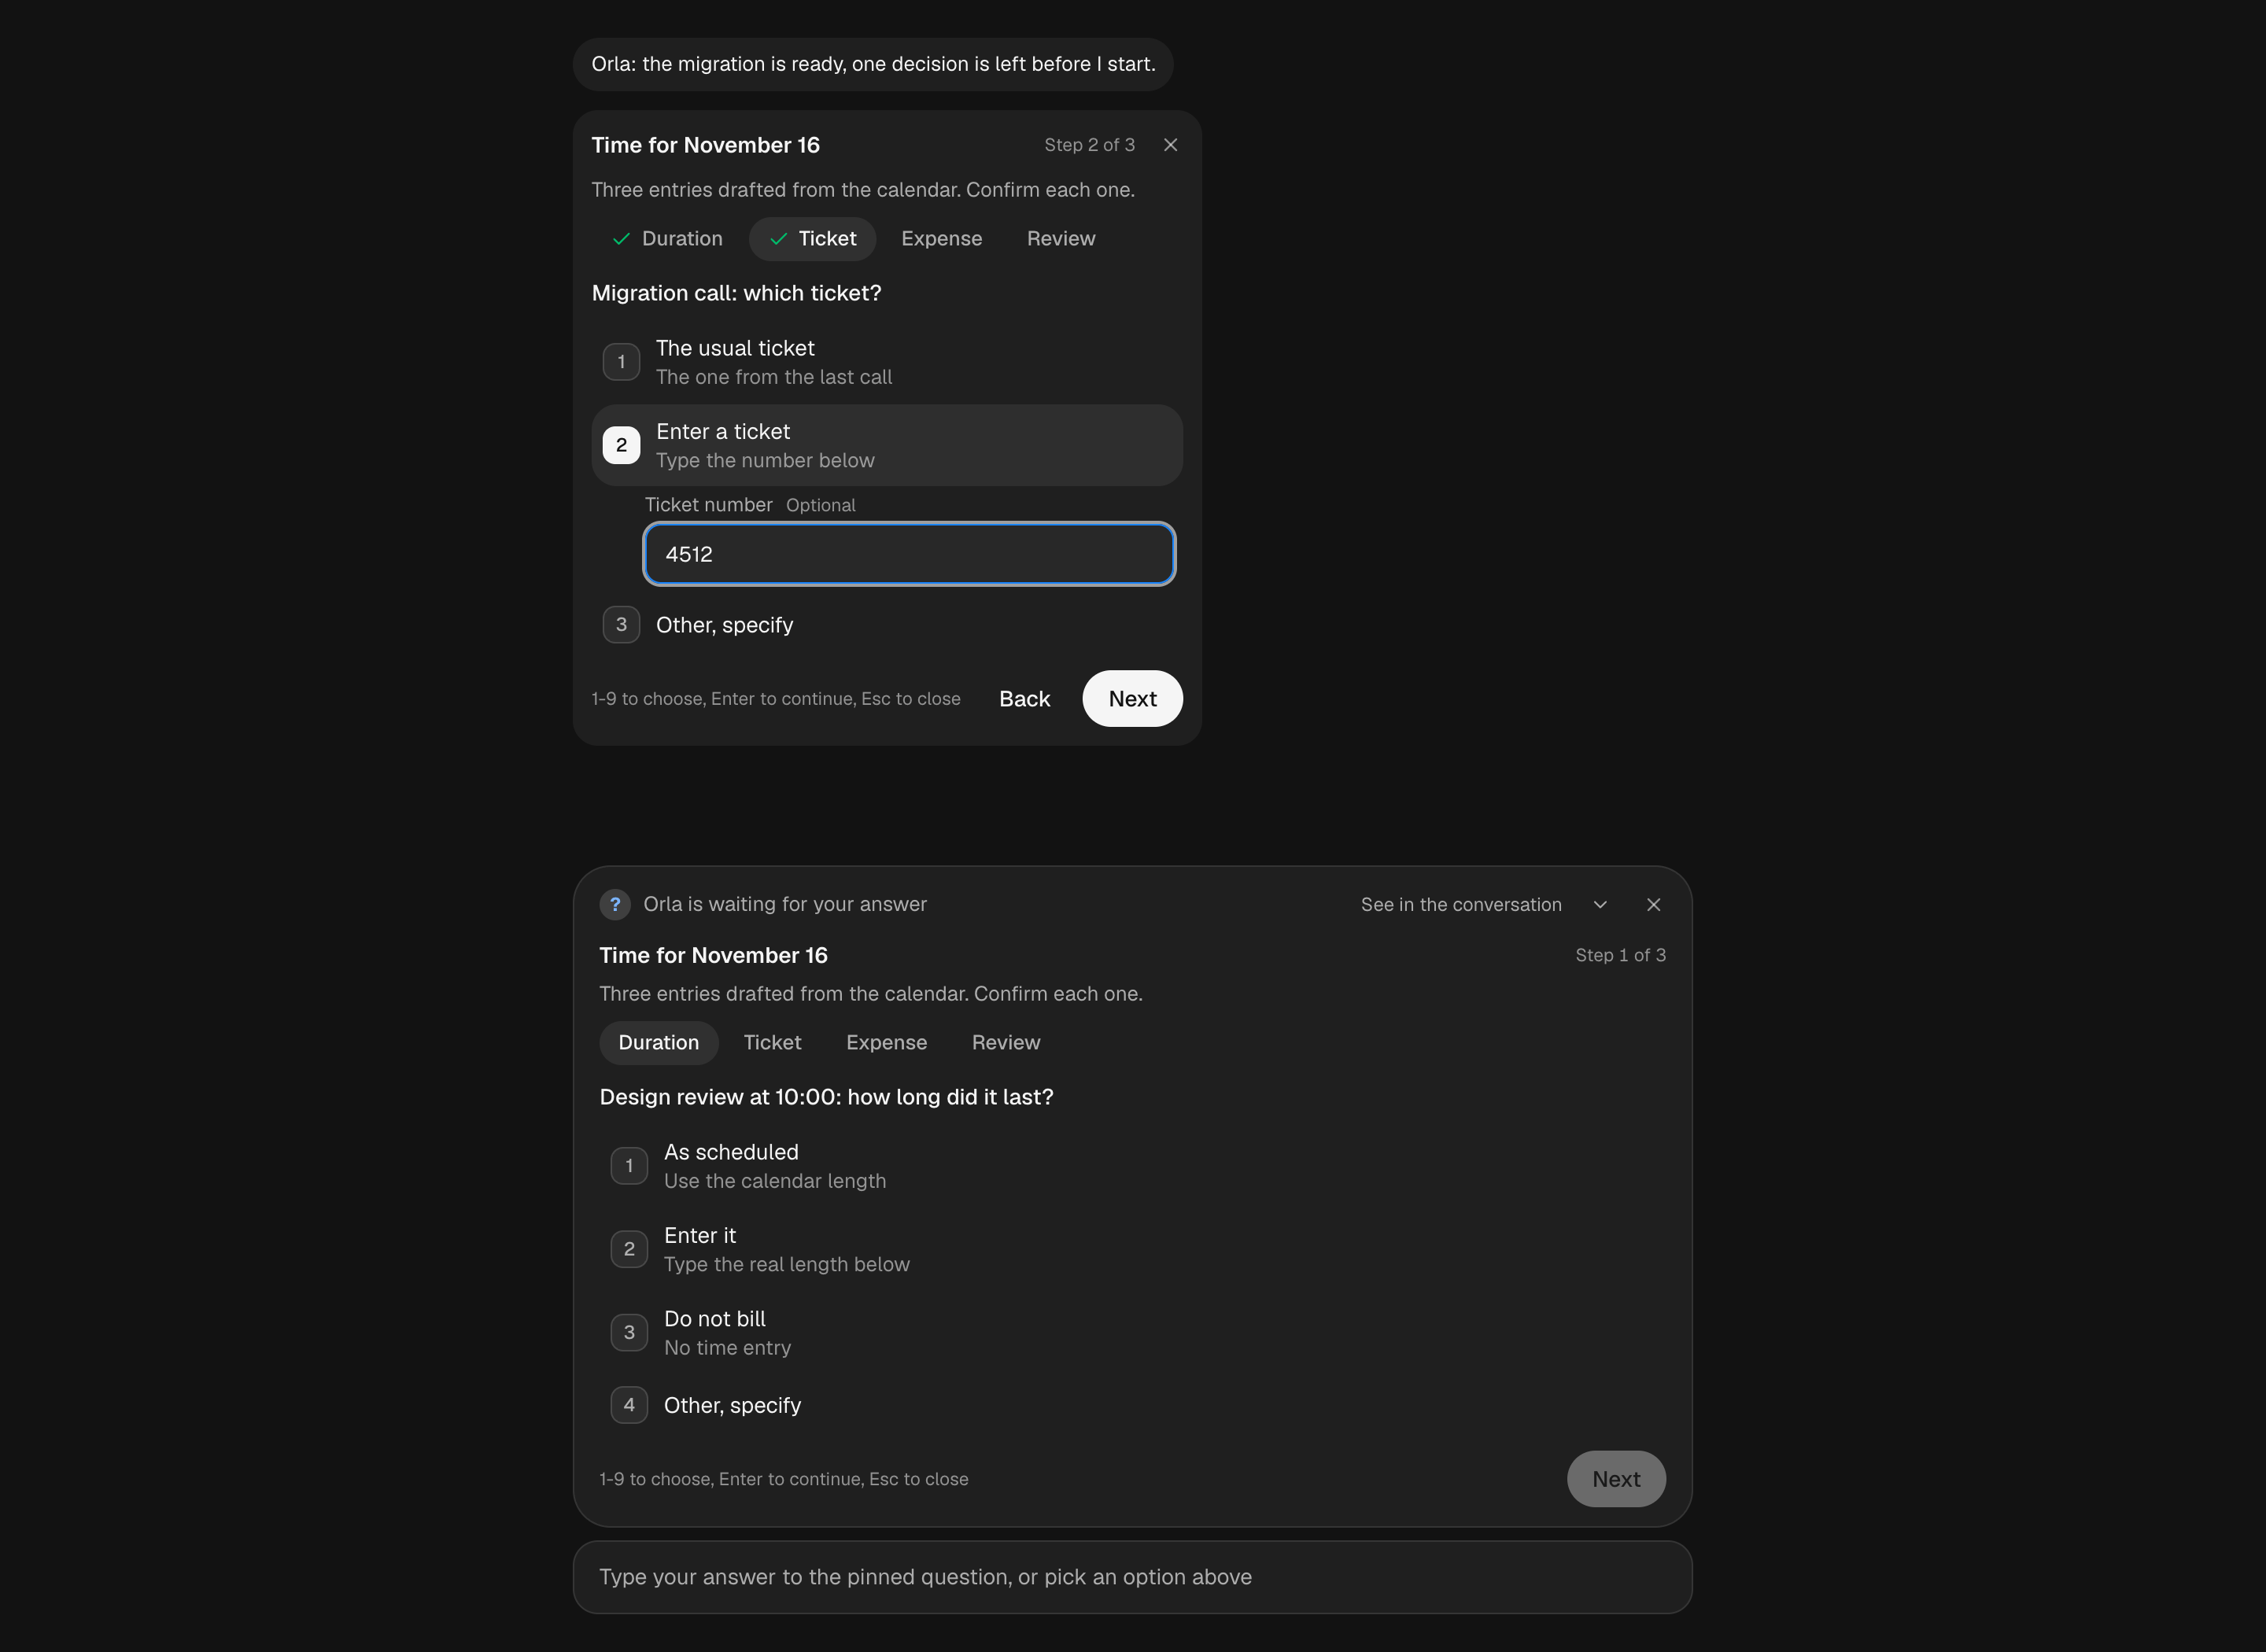 Orla: the migration is ready, one decision is left before I start.
Time for November 16
Step 2 of 3
Three entries drafted from the calendar. Confirm each one.
Duration Ticket Expense Review
Migration call: which ticket?
1 The usual ticket
The one from the last call
2 Enter a ticket
Type the number below
Ticket number Optional
4512
3 Other, specify
1-9 to choose, Enter to continue, Esc to close
Back
Next
? Orla is waiting for your answer
See in the conversation
Time for November 16
Step 1 of 3
Three entries drafted from the calendar. Confirm each one.
Duration Ticket Expense Review
Design review at 10:00: how long did it last?
1 As scheduled
Use the calendar length
2 Enter it
Type the real length below
3 Do not bill
No time entry
4 Other, specify
1-9 to choose, Enter to continue, Esc to close
Next
Type your answer to the pinned question, or pick an option above